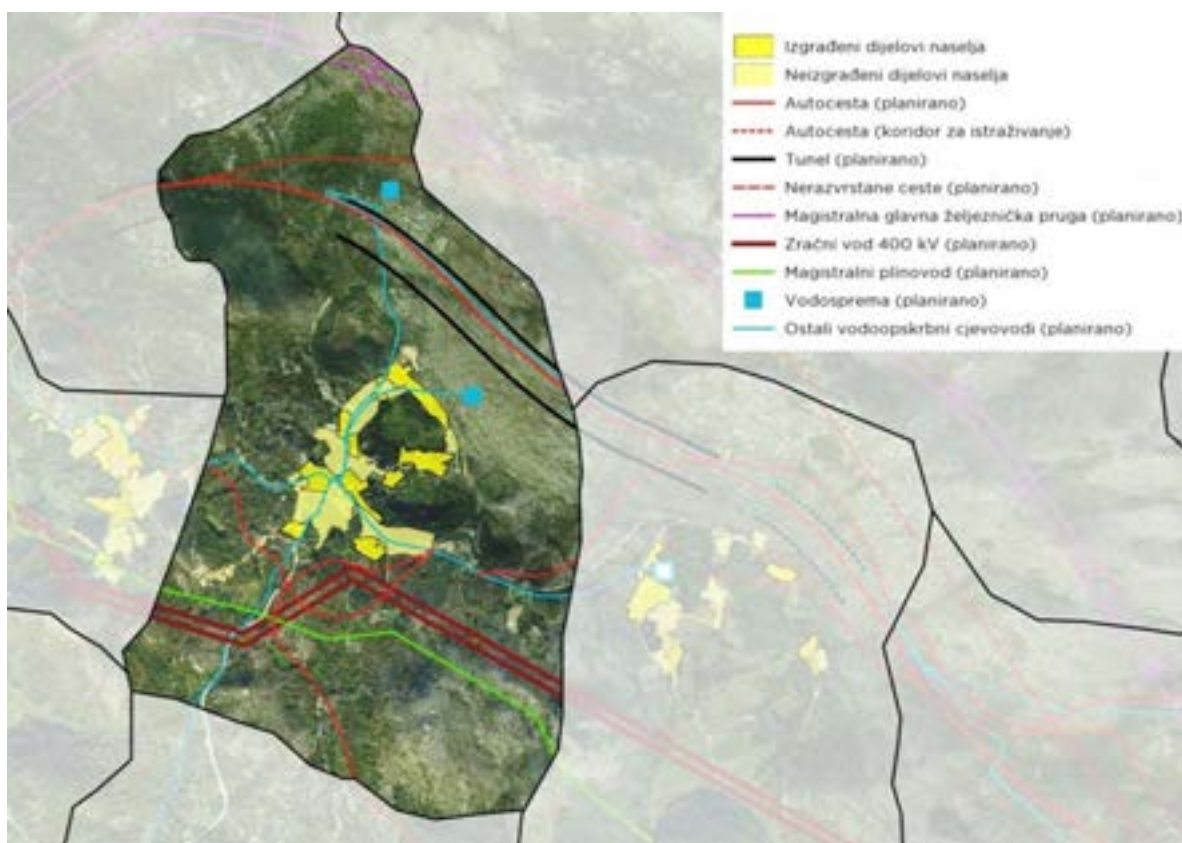 Izgrađeni dijelovi naselja
Neizgrađeni dijelovi naselja
Autocesta (planirano)
Autocesta (koridor za istraživanje)
Tunel (planirano)
Nerazvrstane ceste (planirano)
Magistralna glavna željeznička pruga (planirano)
Zračni vod 400 kV (planirano)
Magistralni plinovod (planirano)
Vodosprema (planirano)
Ostali vodoopskrbni cjevovodi (planirano)